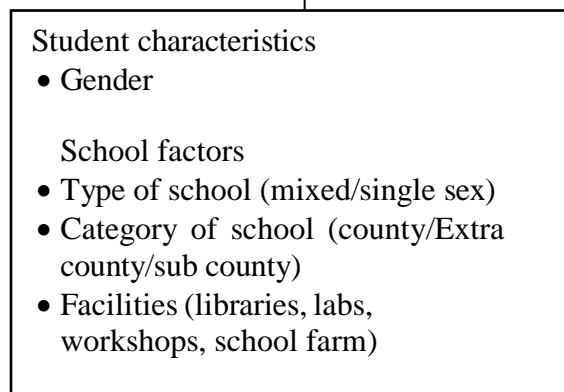 Student characteristics
• Gender
School factors
• Type of school (mixed/single sex)
• Category of school (county/Extra
county/sub county)
• Facilities (libraries, labs,
workshops, school farm)